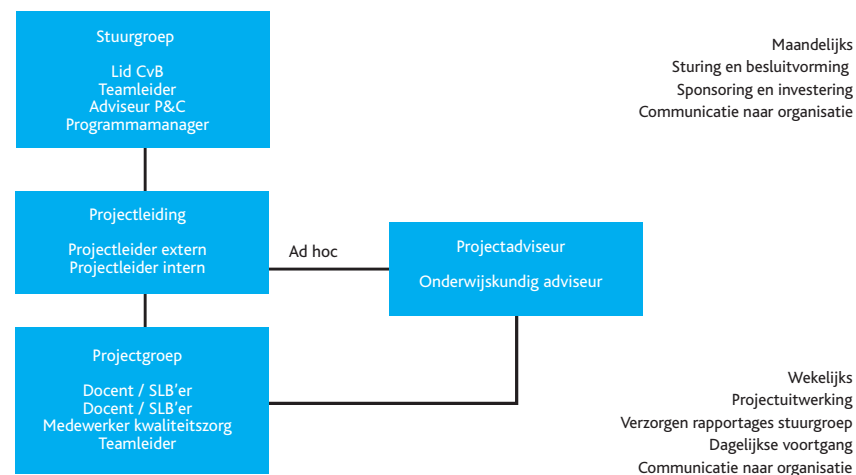 Stuurgroep
Lid CvB
Teamleider
Adviseur P&C
Programmamanager
Maandelijks
Sturing en besluitvorming
Sponsoring en investering
Communicatie naar organisatie
Projectleiding
Projectleider extern
Projectleider intern
Ad hoc
Projectadviseur
Onderwijskundig adviseur
Projectgroep
Docent / SLB'er
Docent / SLB'er
Medewerker kwaliteitszorg
Teamleider
Wekelijks
Projectuitwerking
Verzorgen rapportages stuurgroep
Dagelijkse voortgang
Communicatie naar organisatie